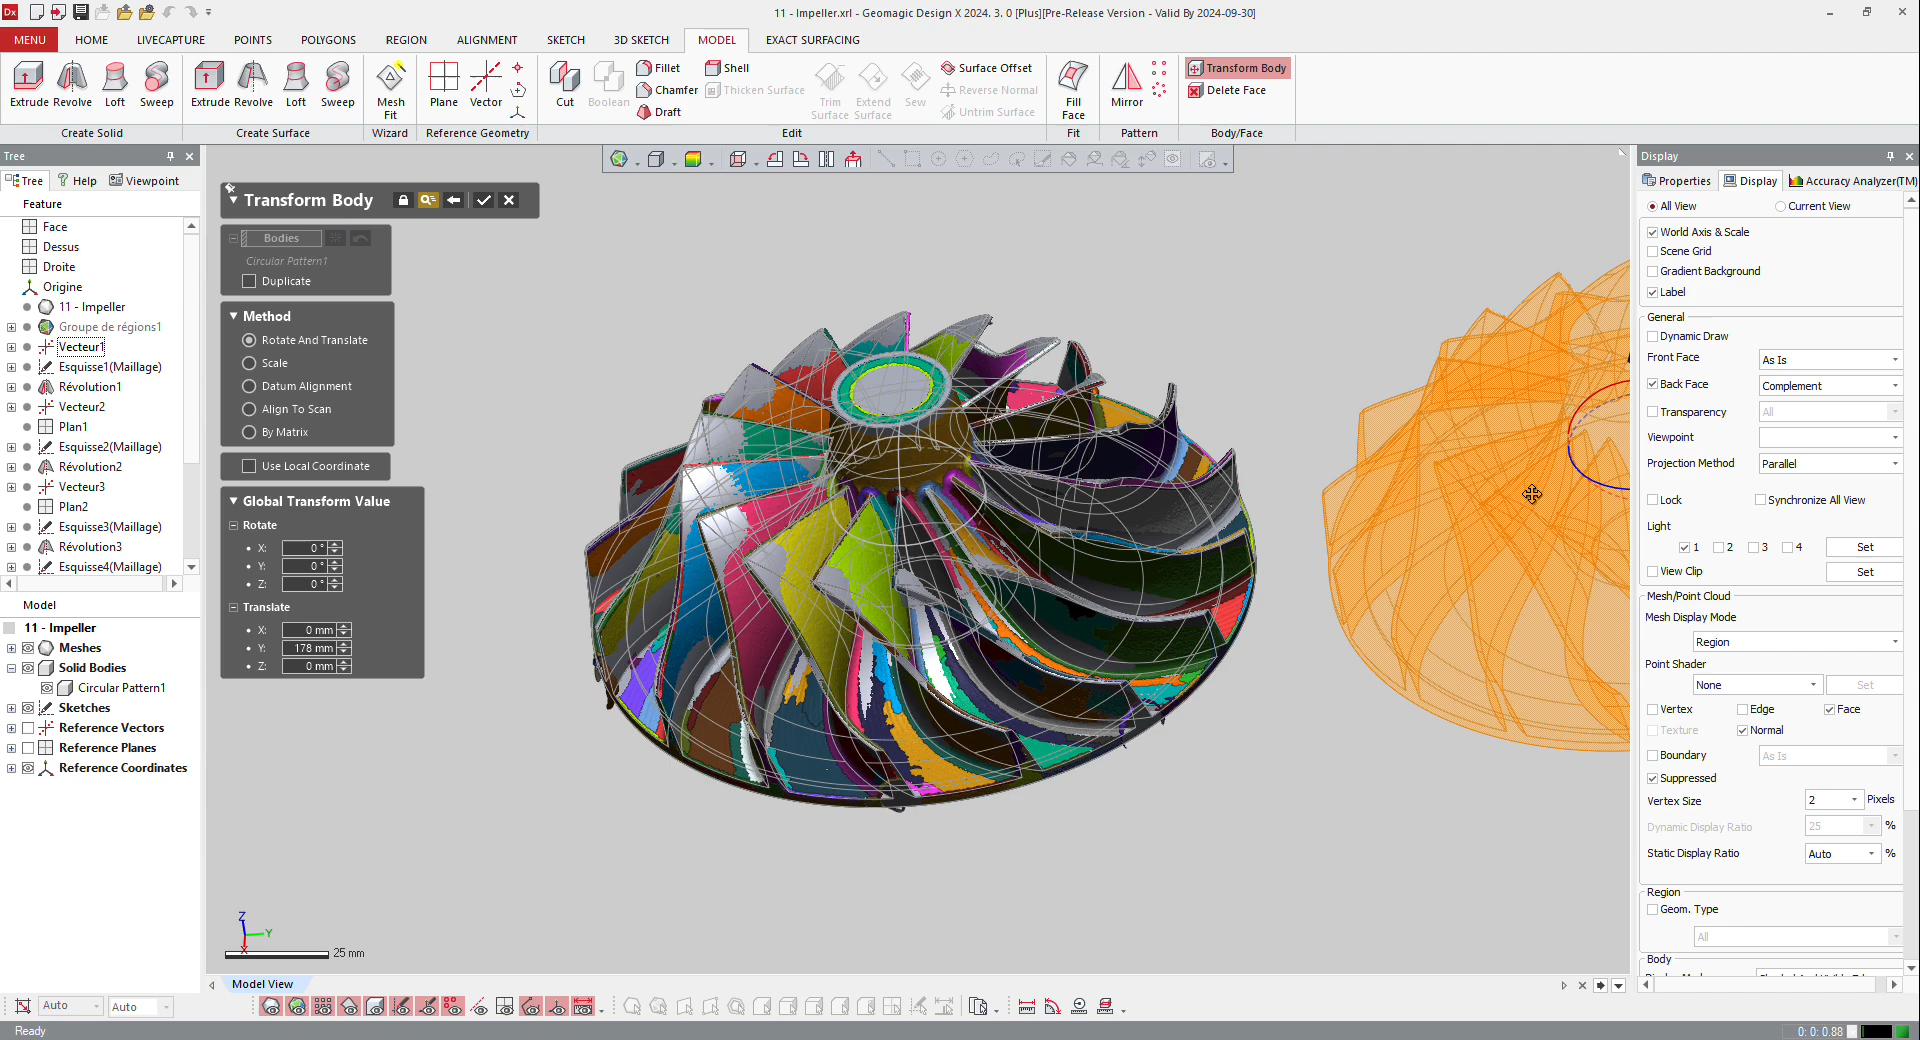 Dx
11 - Impeller.xrl - Geomagic Design X 2024. 3. 0 [Plus][Pre-Release Version - Valid By 2024-09-30]
MENU HOME LIVECAPTURE POINTS POLYGONS REGION ALIGNMENT SKETCH 3D SKETCH MODEL EXACT SURFACING
Extrude Revolve Loft Sweep
Create Solid
Extrude Revolve Loft Sweep
Create Surface
Mesh Fit
Wizard
Plane Vector
Reference Geometry
Cut Boolean
Fillet
Chamfer
Draft
Shell
Thicken Surface
Trim Surface
Extend Surface
Sew
Surface Offset
Reverse Normal
Untrim Surface
Edit
Fill Face
Fit
Mirror
Pattern
Transform Body
Delete Face
Body/Face
Tree
Tree Help Viewpoint
Feature
Face
Dessus
Droite
Origine
11 - Impeller
Groupe de régions1
Vecteur1
Esquisse1(Maillage)
Révolution1
Vecteur2
Plan1
Esquisse2(Maillage)
Révolution2
Vecteur3
Plan2
Esquisse3(Maillage)
Révolution3
Esquisse4(Maillage)
Model
11 - Impeller
Meshes
Solid Bodies
Circular Pattern1
Sketches
Reference Vectors
Reference Planes
Reference Coordinates
Transform Body
Bodies
Circular Pattern1
Duplicate
Method
Rotate And Translate
Scale
Datum Alignment
Align To Scan
By Matrix
Use Local Coordinate
Global Transform Value
Rotate
X: 0 °
Y: 0 °
Z: 0 °
Translate
X: 0 mm
Y: 178 mm
Z: 0 mm
Z
Y
X
25 mm
Model View
Display
Properties Display Accuracy Analyzer(TM)
All View Current View
World Axis & Scale
Scene Grid
Gradient Background
Label
General
Dynamic Draw
Front Face As Is
Back Face Complement
Transparency All
Viewpoint
Projection Method Parallel
Lock Synchronize All View
Light
1 2 3 4 Set
View Clip Set
Mesh/Point Cloud
Mesh Display Mode
Region
Point Shader
None Set
Vertex Edge Face
Texture Normal
Boundary As Is
Suppressed
Vertex Size 2 Pixels
Dynamic Display Ratio 25 %
Static Display Ratio Auto %
Region
Geom. Type
All
Body
Auto Auto
Ready
0: 0: 0.88